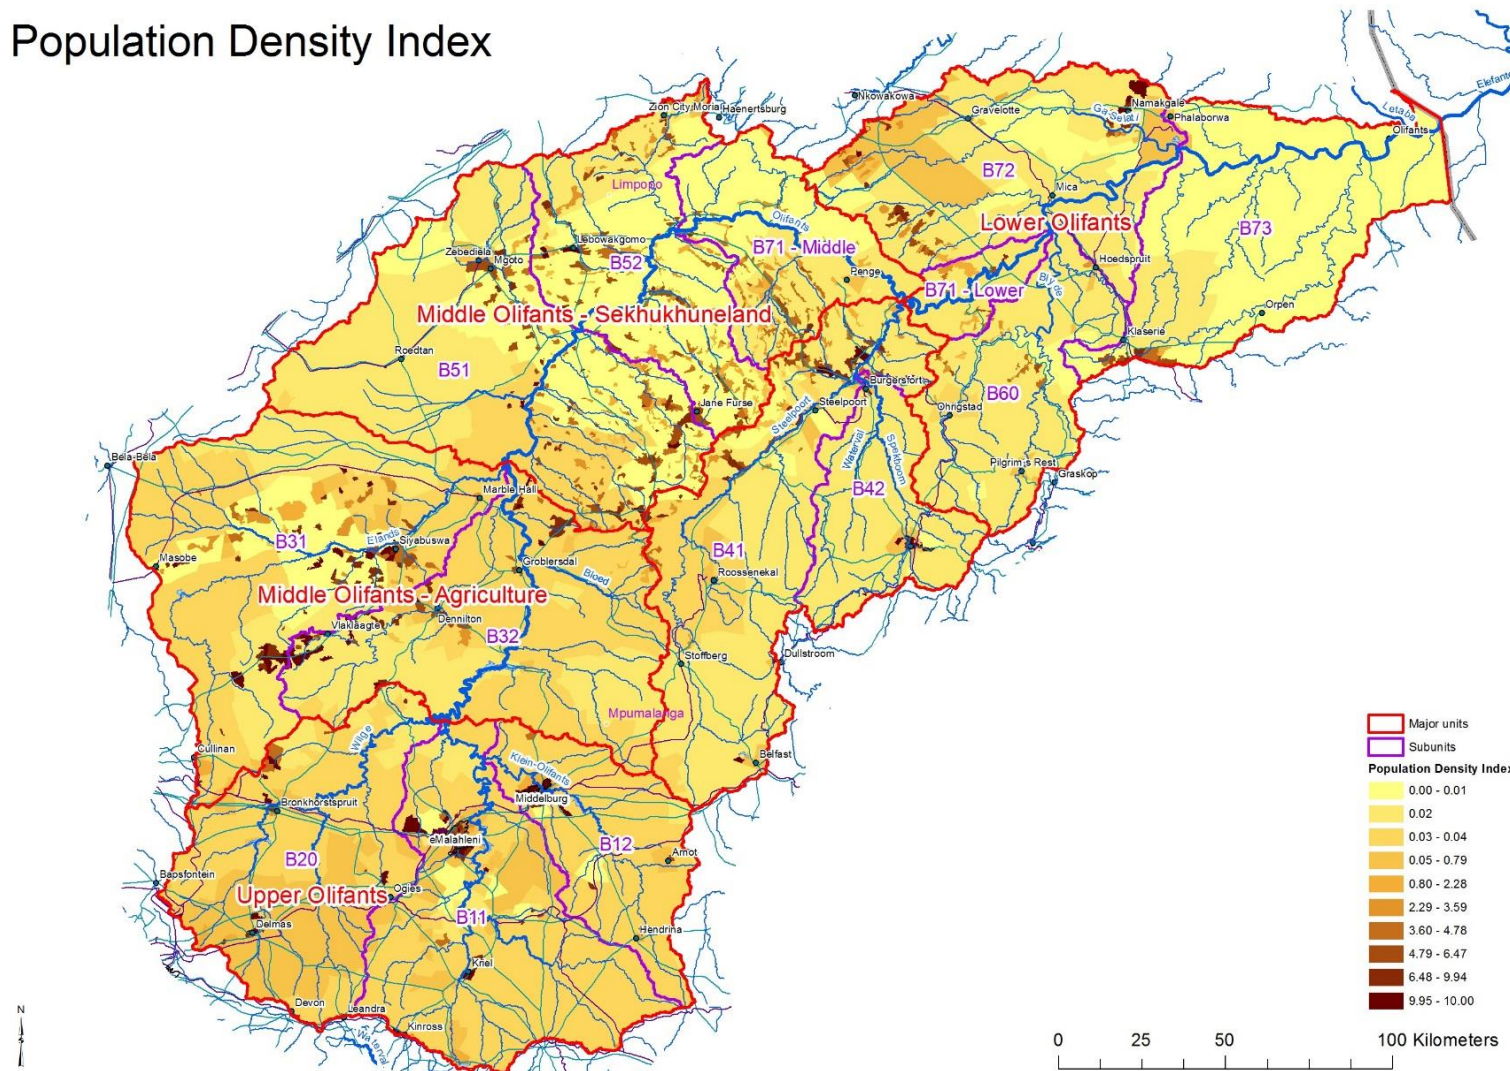 Population Density Index
Elefante
Letaba
Olifants
Zion City Moria
Haenertsburg
Nkowakowa
Gravelotte
Namakgale
Ga-Selati
Phalaborwa
Limpopo
B72
Mica
Lower Olifants
B73
Olifants
B71 - Middle
Lebowakgomo
Zebediela
Mgoto
B52
Penge
Hoedspruit
B71 - Lower
Blyde
Orpen
Middle Olifants - Sekhukhuneland
Klaserie
Roedtan
B51
Burgersfort
B60
Jane Furse
Steelpoort
Steelpoort
Ohrigstad
Waterval
Spekboom
Bela-Bela
Pilgrim's Rest
Graskop
Marble Hall
B42
B31
Elands
Siyabuswa
B41
Masobe
Groblersdal
Bloed
Roossenekal
Middle Olifants - Agriculture
Dennilton
Vlaklaagte
B32
Stoffberg
Dullstroom
Mpumalanga
Wilge
Cullinan
Belfast
Klein-Olifants
Bronkhorstspruit
Middelburg
eMalahleni
B12
B20
Arnot
Bapsfontein
Upper Olifants
Ogies
B11
Delmas
Hendrina
Kriel
Devon
Leandra
Kinross
Waterval
N
Major units
Subunits
Population Density Index
0.00 - 0.01
0.02
0.03 - 0.04
0.05 - 0.79
0.80 - 2.28
2.29 - 3.59
3.60 - 4.78
4.79 - 6.47
6.48 - 9.94
9.95 - 10.00
0 25 50 100 Kilometers